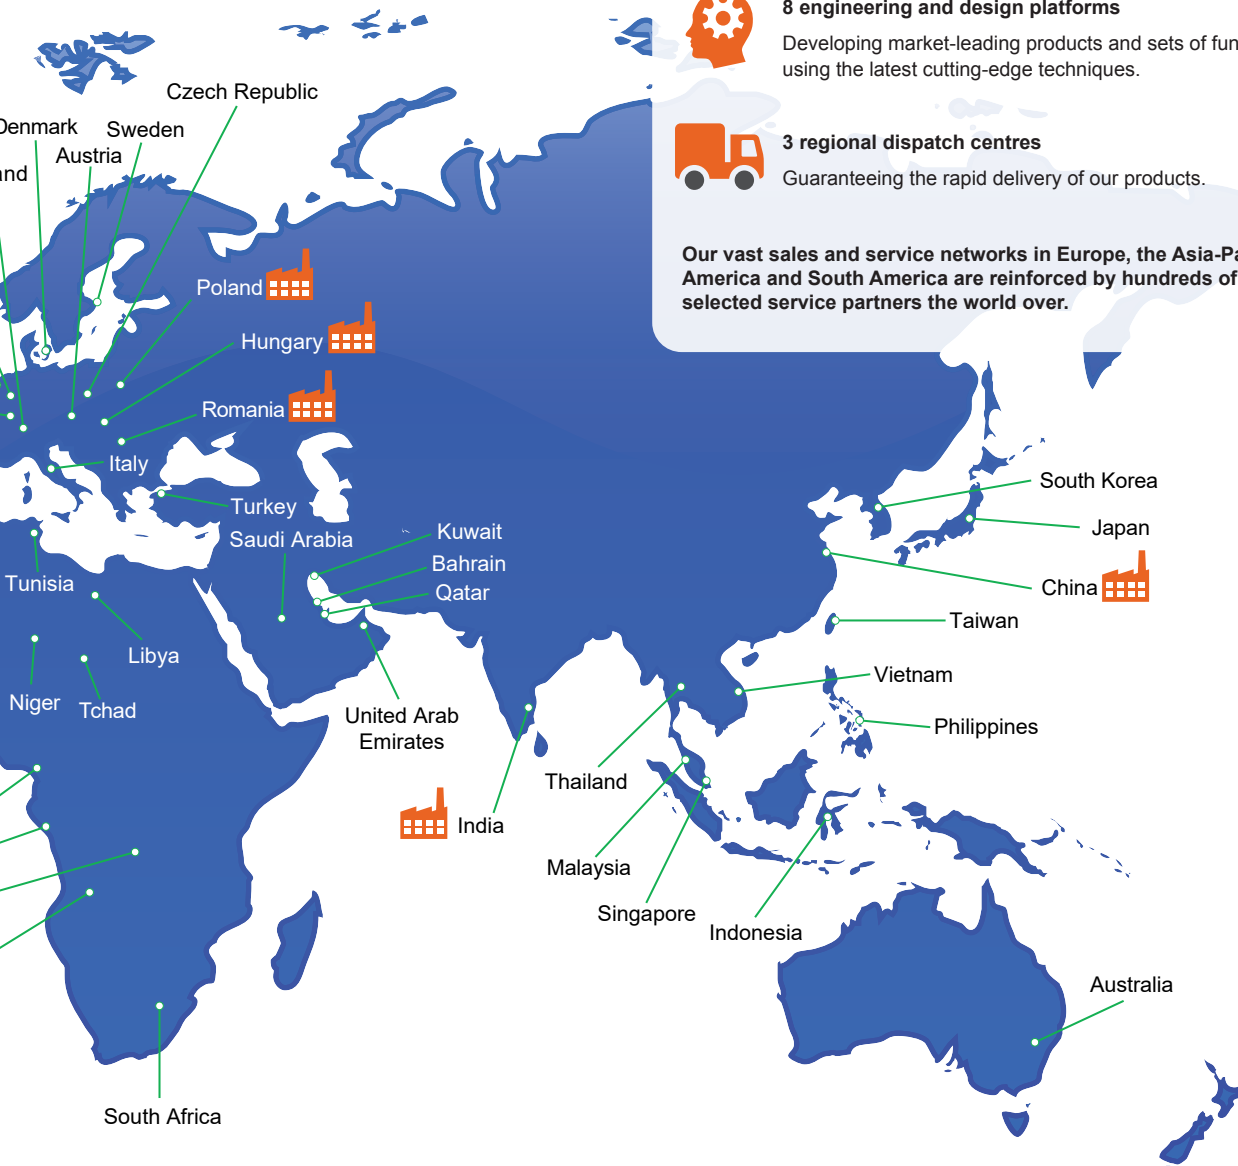 8 engineering and design platforms
Developing market-leading products and sets of fun
using the latest cutting-edge techniques.
3 regional dispatch centres
Guaranteeing the rapid delivery of our products.
Our vast sales and service networks in Europe, the Asia-Pa
America and South America are reinforced by hundreds of
selected service partners the world over.
Czech Republic
Denmark
Sweden
Austria
and
Poland
Hungary
Romania
Italy
Turkey
Saudi Arabia
Kuwait
Bahrain
Qatar
Tunisia
Libya
Niger
Tchad
United Arab
Emirates
India
South Africa
South Korea
Japan
China
Taiwan
Vietnam
Philippines
Thailand
Malaysia
Singapore
Indonesia
Australia